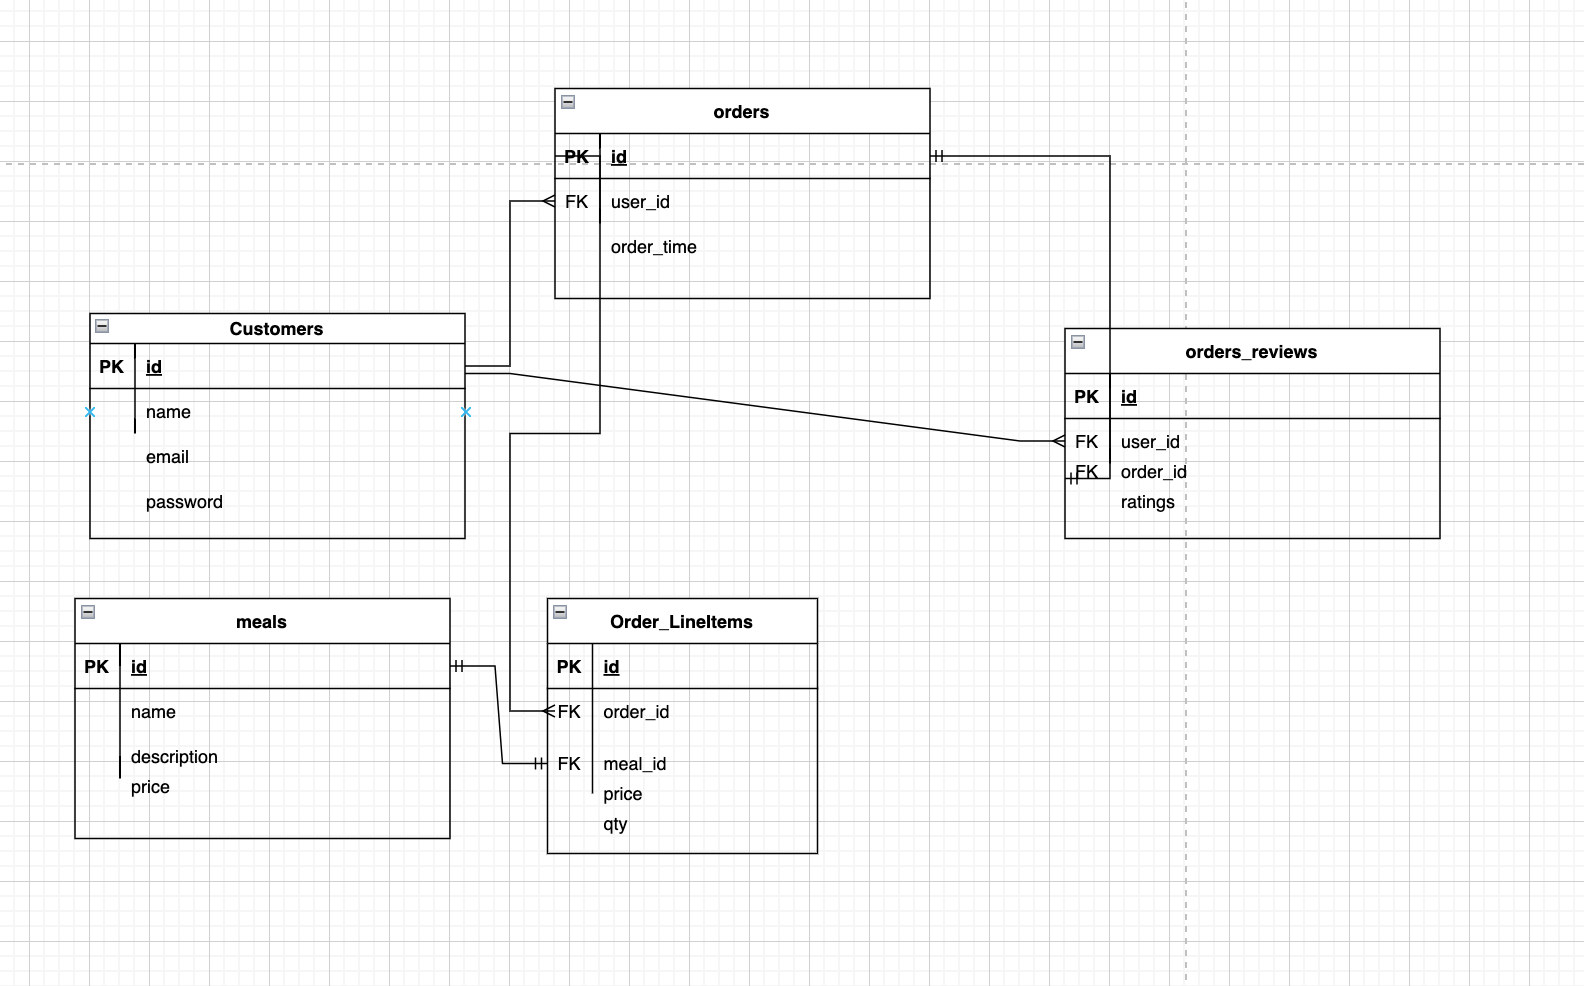 orders
PK id
FK user_id
order_time
Customers
PK id
name
email
password
orders_reviews
PK id
FK user_id
FK order_id
ratings
meals
PK id
name
description
price
Order_LineItems
PK id
FK order_id
FK meal_id
price
qty